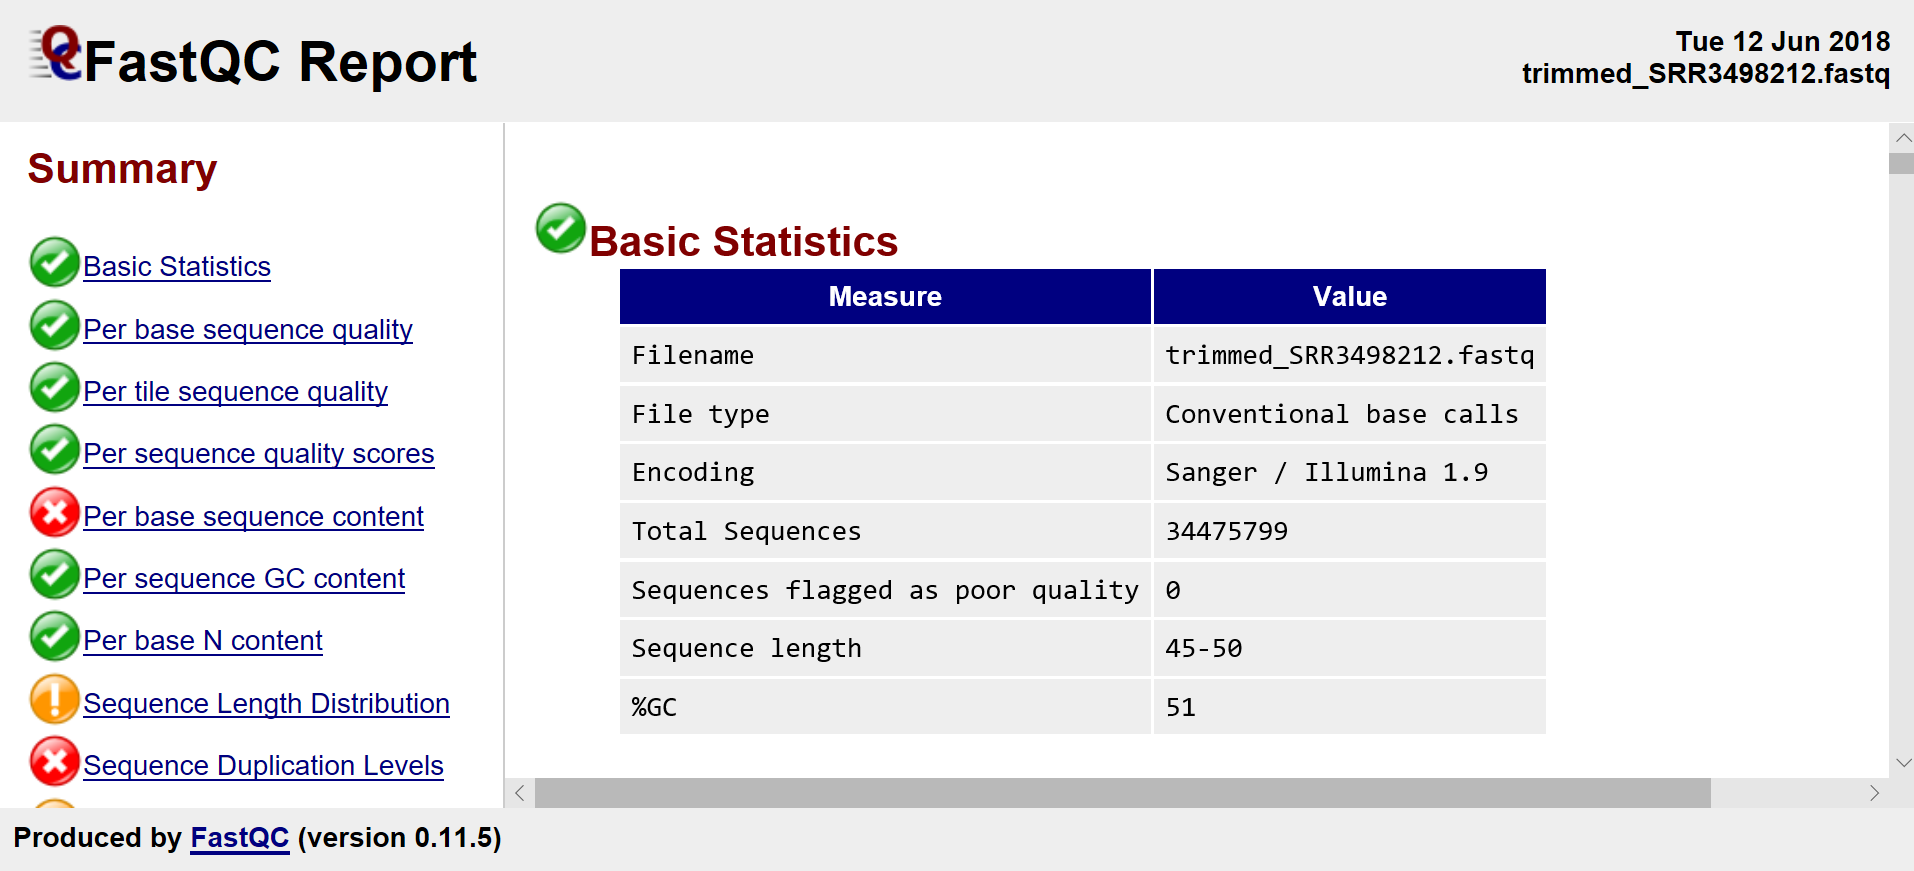 FastQC Report
Tue 12 Jun 2018
trimmed_SRR3498212.fastq
Summary
Basic Statistics
Per base sequence quality
Per tile sequence quality
Per sequence quality scores
Per base sequence content
Per sequence GC content
Per base N content
Sequence Length Distribution
Sequence Duplication Levels
Basic Statistics
Measure Value
Filename trimmed_SRR3498212.fastq
File type Conventional base calls
Encoding Sanger / Illumina 1.9
Total Sequences 34475799
Sequences flagged as poor quality 0
Sequence length 45-50
%GC 51
Produced by FastQC (version 0.11.5)